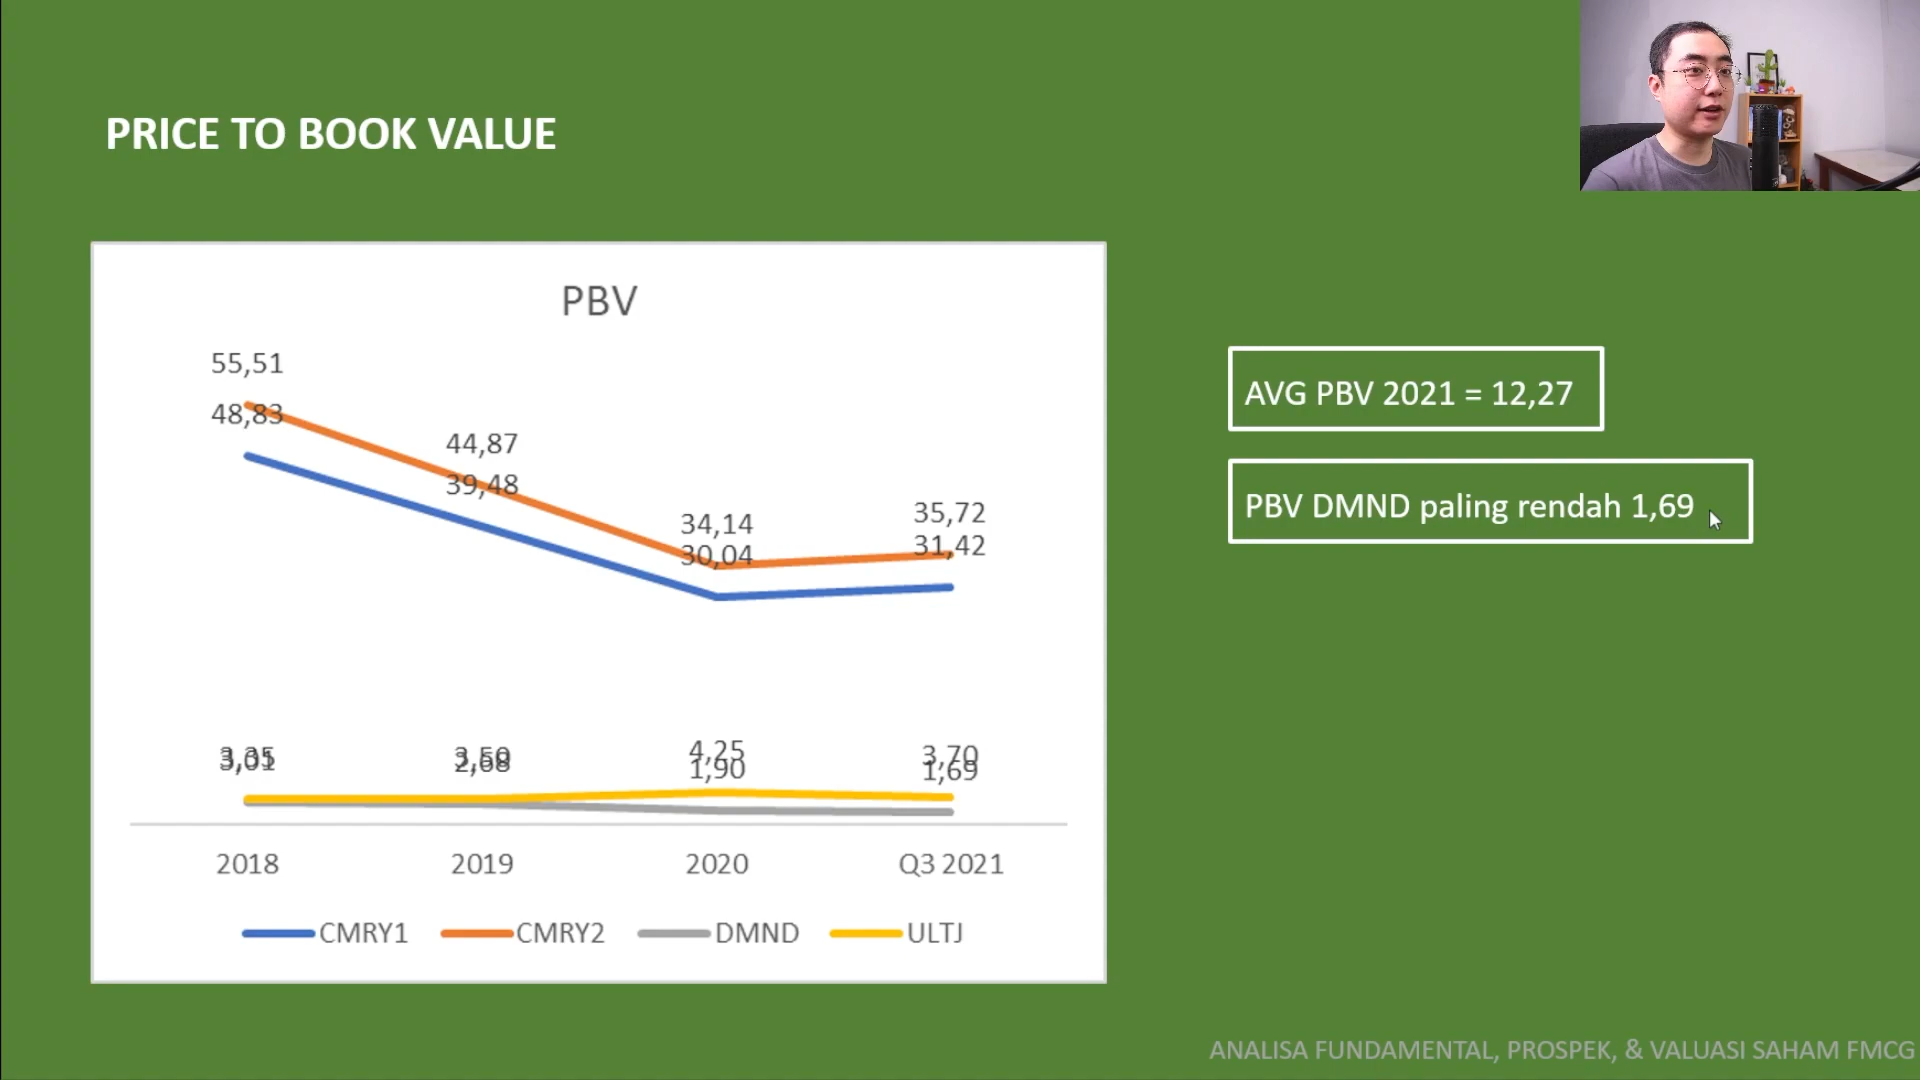 PRICE TO BOOK VALUE
PBV
55,51
48,83
44,87
39,48
34,14
30,04
35,72
31,42
4,25
1,90
3,70
1,69
2018 2019 2020 Q3 2021
CMRY1 CMRY2 DMND ULTJ
AVG PBV 2021 = 12,27
PBV DMND paling rendah 1,69
ANALISA FUNDAMENTAL, PROSPEK, & VALUASI SAHAM FMCG